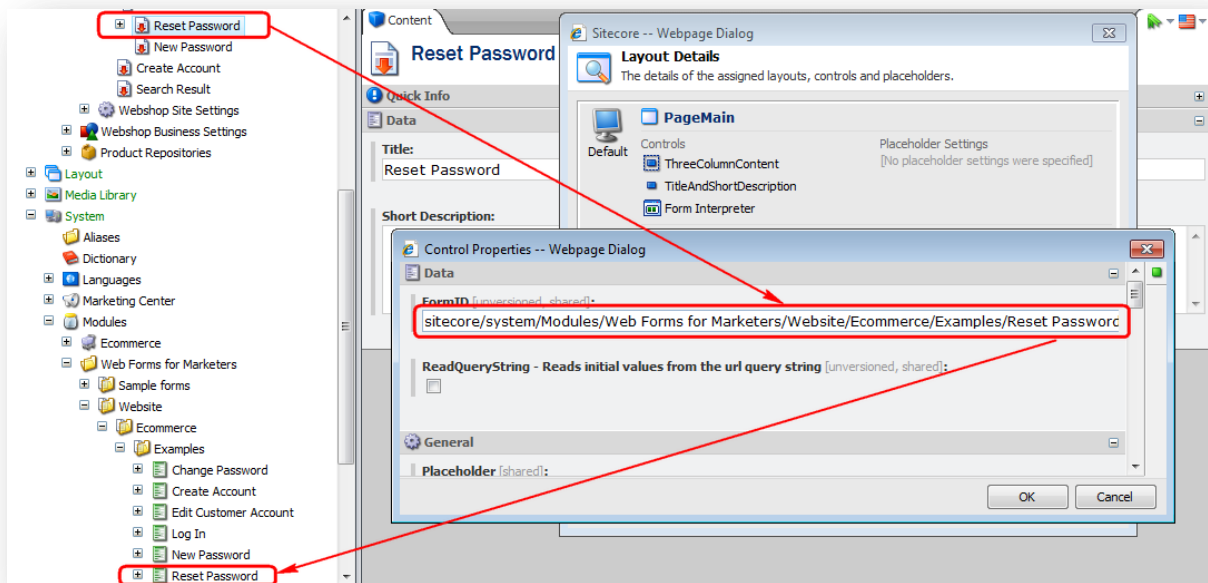 Reset Password
New Password
Create Account
Search Result
Webshop Site Settings
Webshop Business Settings
Product Repositories
Layout
Media Library
System
Aliases
Dictionary
Languages
Marketing Center
Modules
Ecommerce
Web Forms for Marketers
Sample forms
Website
Ecommerce
Examples
Change Password
Create Account
Edit Customer Account
Log In
New Password
Reset Password
Content
Reset Password
Quick Info
Data
Title:
Reset Password
Short Description:
Sitecore -- Webpage Dialog
Layout Details
The details of the assigned layouts, controls and placeholders.
Default
PageMain
Controls
ThreeColumnContent
TitleAndShortDescription
Form Interpreter
Placeholder Settings
[No placeholder settings were specified]
Control Properties -- Webpage Dialog
Data
FormID [unversioned, shared]:
sitecore/system/Modules/Web Forms for Marketers/Website/Ecommerce/Examples/Reset Password
ReadQueryString - Reads initial values from the url query string [unversioned, shared]:
General
Placeholder [shared]:
OK
Cancel